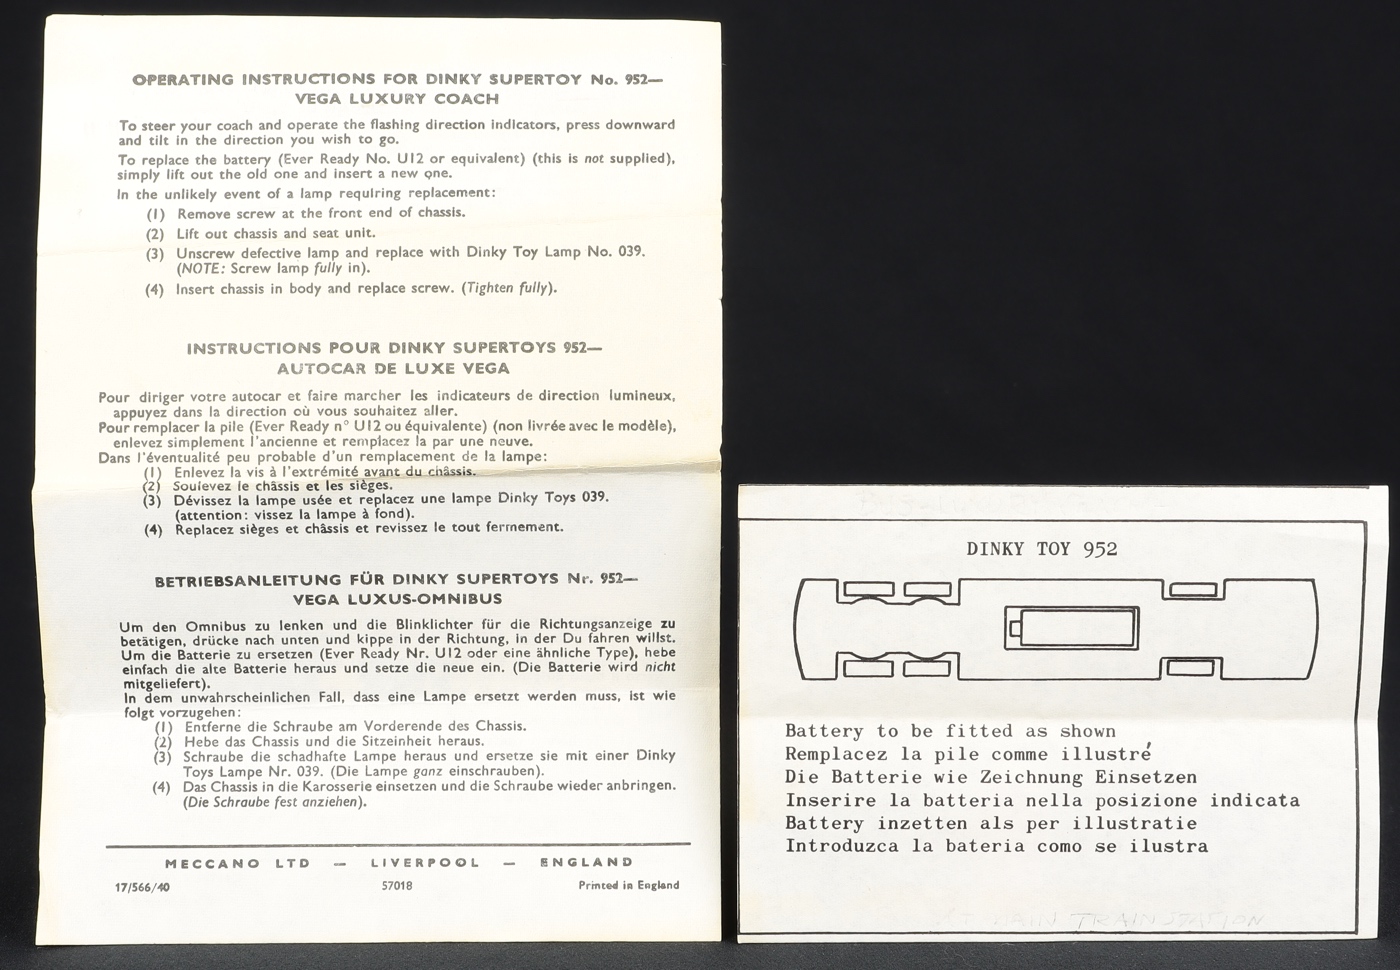 OPERATING INSTRUCTIONS FOR DINKY SUPERTOY No. 952—
VEGA LUXURY COACH
To steer your coach and operate the flashing direction indicators, press downward
and tilt in the direction you wish to go.
To replace the battery (Ever Ready No. U12 or equivalent) (this is not supplied),
simply lift out the old one and insert a new one.
In the unlikely event of a lamp requiring replacement:
(1) Remove screw at the front end of chassis.
(2) Lift out chassis and seat unit.
(3) Unscrew defective lamp and replace with Dinky Toy Lamp No. 039.
(NOTE: Screw lamp fully in).
(4) Insert chassis in body and replace screw. (Tighten fully).
INSTRUCTIONS POUR DINKY SUPERTOYS 952—
AUTOCAR DE LUXE VEGA
Pour diriger votre autocar et faire marcher les indicateurs de direction lumineux,
appuyez dans la direction où vous souhaitez aller.
Pour remplacer la pile (Ever Ready n° U12 ou équivalente) (non livrée avec le modèle),
enlevez simplement l'ancienne et remplacez la par une neuve.
Dans l'éventualité peu probable d'un remplacement de la lampe:
(1) Enlevez la vis à l'extrémité avant du châssis.
(2) Soulevez le châssis et les sièges.
(3) Dévissez la lampe usée et replacez une lampe Dinky Toys 039.
(attention: vissez la lampe à fond).
(4) Replacez sièges et châssis et revissez le tout fermement.
BETRIEBSANLEITUNG FÜR DINKY SUPERTOYS Nr. 952—
VEGA LUXUS-OMNIBUS
Um den Omnibus zu lenken und die Blinklichter für die Richtungsanzeige zu
betätigen, drücke nach unten und kippe in der Richtung, in der Du fahren willst.
Um die Batterie zu ersetzen (Ever Ready Nr. U12 oder eine ähnliche Type), hebe
einfach die alte Batterie heraus und setze die neue ein. (Die Batterie wird nicht
mitgeliefert).
In dem unwahrscheinlichen Fall, dass eine Lampe ersetzt werden muss, ist wie
folgt vorzugehen:
(1) Entferne die Schraube am Vorderende des Chassis.
(2) Hebe das Chassis und die Sitzeinheit heraus.
(3) Schraube die schadhafte Lampe heraus und ersetze sie mit einer Dinky
Toys Lampe Nr. 039. (Die Lampe ganz einschrauben).
(4) Das Chassis in die Karosserie einsetzen und die Schraube wieder anbringen.
(Die Schraube fest anziehen).
MECCANO LTD — LIVERPOOL — ENGLAND
17/566/40 57018 Printed in England
DINKY TOY 952
Battery to be fitted as shown
Remplacez la pile comme illustré
Die Batterie wie Zeichnung Einsetzen
Inserire la batteria nella posizione indicata
Battery inzetten als per illustratie
Introduzca la bateria como se ilustra
TRAINSTATION